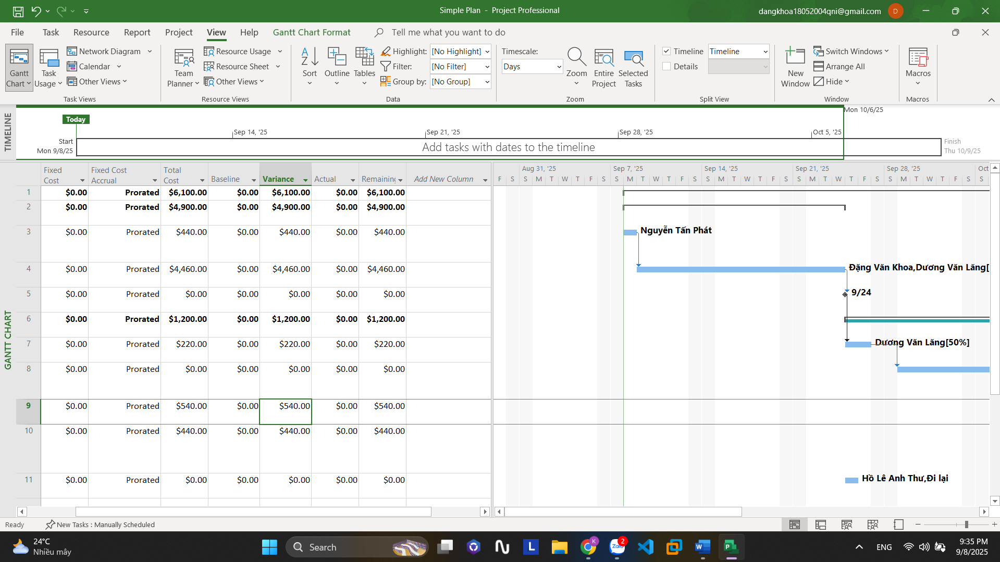 Simple Plan - Project Professional
dangkhoa18052004qni@gmail.com
D
File Task Resource Report Project View Help Gantt Chart Format Tell me what you want to do
Gantt Chart
Task Usage
Network Diagram
Calendar
Other Views
Task Views
Team Planner
Resource Usage
Resource Sheet
Other Views
Resource Views
Sort
Outline
Tables
Highlight: [No Highlight]
Filter: [No Filter]
Group by: [No Group]
Data
Timescale:
Days
Zoom
Entire Project
Selected Tasks
Zoom
Timeline Timeline
Details
Split View
New Window
Switch Windows
Arrange All
Hide
Window
Macros
Macros
TIMELINE
Mon 10/6/25
Today
Sep 14, '25 Sep 21, '25 Sep 28, '25 Oct 5, '25
Start
Mon 9/8/25
Add tasks with dates to the timeline
Finish
Thu 10/9/25
GANTT CHART
Fixed Cost Fixed Cost Accrual Total Cost Baseline Variance Actual Remaining Add New Column
Aug 31, '25 Sep 7, '25 Sep 14, '25 Sep 21, '25 Sep 28, '25 Oct
F S S M T W T F S S M T W T F S S M T W T F S S M T W T F S S M T W T F S S
1 $0.00 Prorated $6,100.00 $0.00 $6,100.00 $0.00 $6,100.00
2 $0.00 Prorated $4,900.00 $0.00 $4,900.00 $0.00 $4,900.00
3 $0.00 Prorated $440.00 $0.00 $440.00 $0.00 $440.00
Nguyễn Tấn Phát
4 $0.00 Prorated $4,460.00 $0.00 $4,460.00 $0.00 $4,460.00
Đặng Văn Khoa,Dương Văn Lăng[
5 $0.00 Prorated $0.00 $0.00 $0.00 $0.00 $0.00
9/24
6 $0.00 Prorated $1,200.00 $0.00 $1,200.00 $0.00 $1,200.00
7 $0.00 Prorated $220.00 $0.00 $220.00 $0.00 $220.00
Dương Văn Lăng[50%]
8 $0.00 Prorated $0.00 $0.00 $0.00 $0.00 $0.00
9 $0.00 Prorated $540.00 $0.00 $540.00 $0.00 $540.00
10 $0.00 Prorated $440.00 $0.00 $440.00 $0.00 $440.00
11 $0.00 Prorated $0.00 $0.00 $0.00 $0.00 $0.00
Hồ Lê Anh Thư,Đi lại
Ready New Tasks : Manually Scheduled
24°C
Nhiều mây
Search
L
K
Zalo
2
W
P
ENG
9:35 PM
9/8/2025